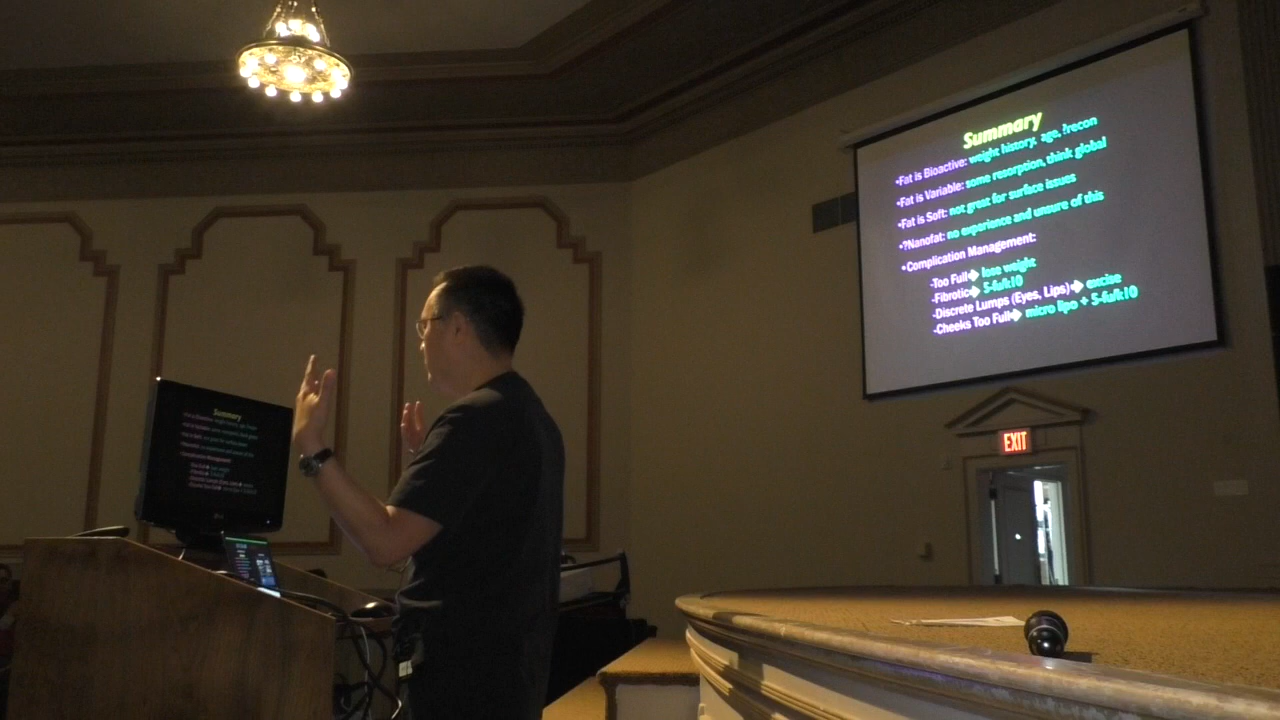 Summary
•Fat is Bioactive: weight history, age, ?recon
•Fat is Variable: some resorption, think global
•Fat is Soft: not great for surface issues
•?Nanofat: no experience and unsure of this
•Complication Management:
-Too Full→ lose weight
-Fibrotic→ 5-fu/k10
-Discrete Lumps (Eyes, Lips)→ excise
-Cheeks Too Full→ micro lipo + 5-fu/k10
EXIT
Summary